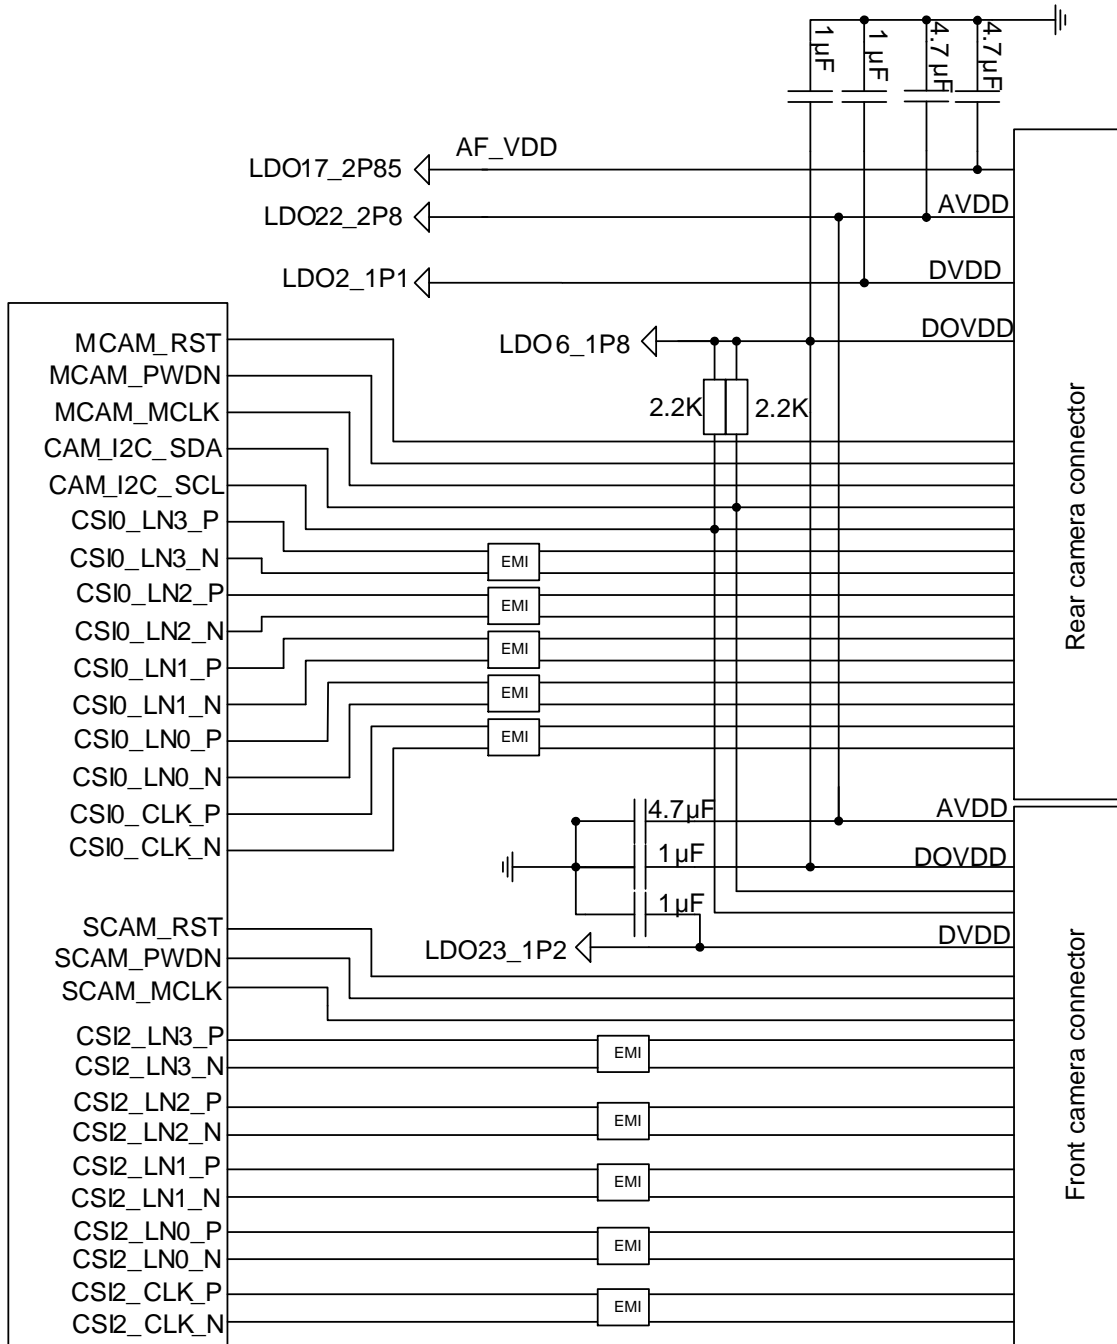 1µF
1µF
4.7µF
4.7µF
AF_VDD
LDO17_2P85
LDO22_2P8
AVDD
LDO2_1P1
DVDD
LDO6_1P8
DOVDD
MCAM_RST
MCAM_PWDN
MCAM_MCLK
CAM_I2C_SDA
CAM_I2C_SCL
2.2K
2.2K
CSI0_LN3_P
CSI0_LN3_N
CSI0_LN2_P
CSI0_LN2_N
CSI0_LN1_P
CSI0_LN1_N
CSI0_LN0_P
CSI0_LN0_N
CSI0_CLK_P
CSI0_CLK_N
EMI
EMI
EMI
EMI
EMI
Rear camera connector
4.7µF
AVDD
1µF
DOVDD
1µF
LDO23_1P2
DVDD
SCAM_RST
SCAM_PWDN
SCAM_MCLK
CSI2_LN3_P
CSI2_LN3_N
CSI2_LN2_P
CSI2_LN2_N
CSI2_LN1_P
CSI2_LN1_N
CSI2_LN0_P
CSI2_LN0_N
CSI2_CLK_P
CSI2_CLK_N
EMI
EMI
EMI
EMI
EMI
Front camera connector